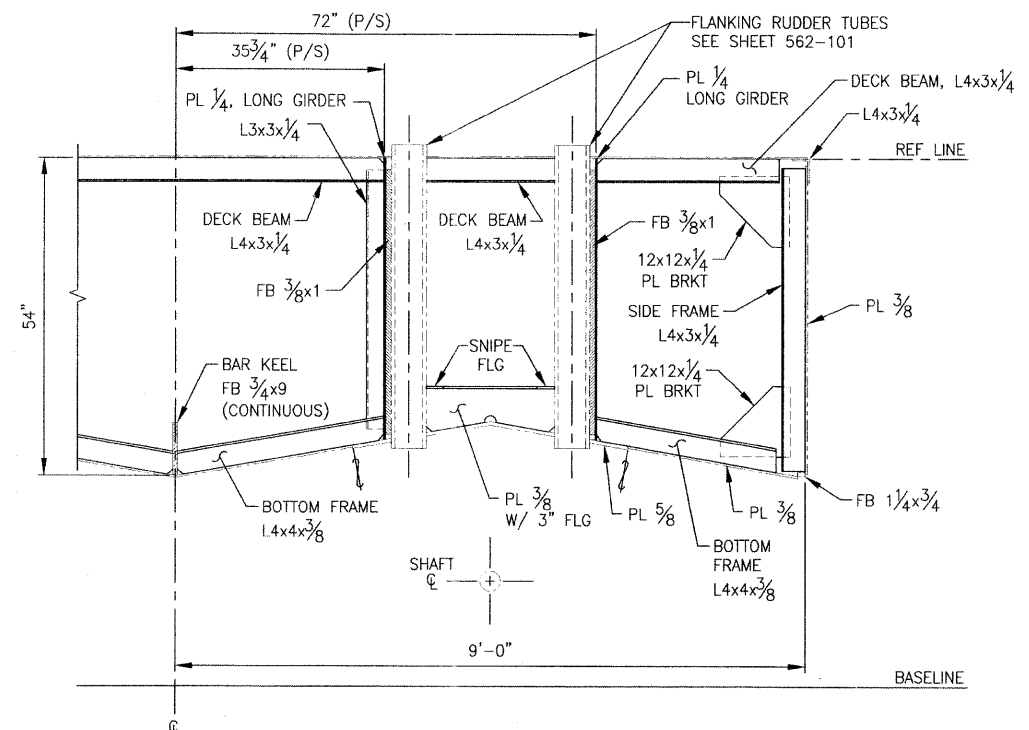 72" (P/S)
35 3/4" (P/S)
FLANKING RUDDER TUBES
SEE SHEET 562-101
PL 1/4, LONG GIRDER
L3x3x1/4
PL 1/4
LONG GIRDER
DECK BEAM, L4x3x1/4
L4x3x1/4
REF LINE
DECK BEAM
L4x3x1/4
DECK BEAM
L4x3x1/4
FB 3/8x1
FB 3/8x1
12x12x1/4
PL BRKT
SIDE FRAME
L4x3x1/4
PL 3/8
54"
BAR KEEL
FB 3/4x9
(CONTINUOUS)
SNIPE
FLG
12x12x1/4
PL BRKT
BOTTOM FRAME
L4x4x3/8
PL 3/8
W/ 3" FLG
PL 5/8
PL 3/8
FB 1 1/4x3/4
BOTTOM
FRAME
L4x4x3/8
SHAFT
℄
9'-0"
BASELINE
℄